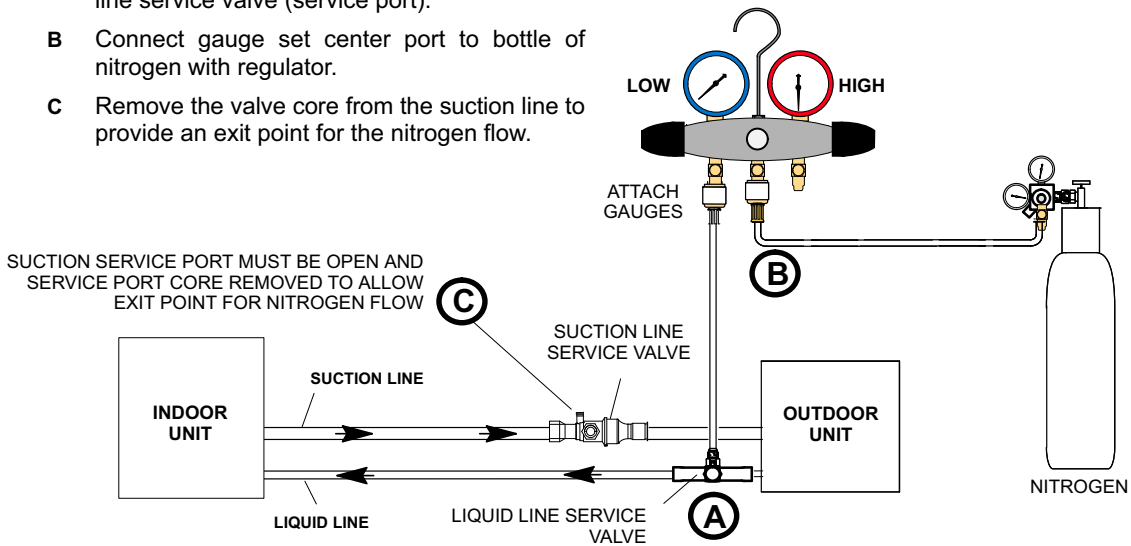 line service valve (service port).
B Connect gauge set center port to bottle of
nitrogen with regulator.
C Remove the valve core from the suction line to
provide an exit point for the nitrogen flow.
LOW
HIGH
ATTACH
GAUGES
B
SUCTION SERVICE PORT MUST BE OPEN AND
SERVICE PORT CORE REMOVED TO ALLOW
EXIT POINT FOR NITROGEN FLOW
C
SUCTION LINE
SERVICE VALVE
SUCTION LINE
INDOOR
UNIT
OUTDOOR
UNIT
NITROGEN
LIQUID LINE
LIQUID LINE SERVICE
VALVE
A